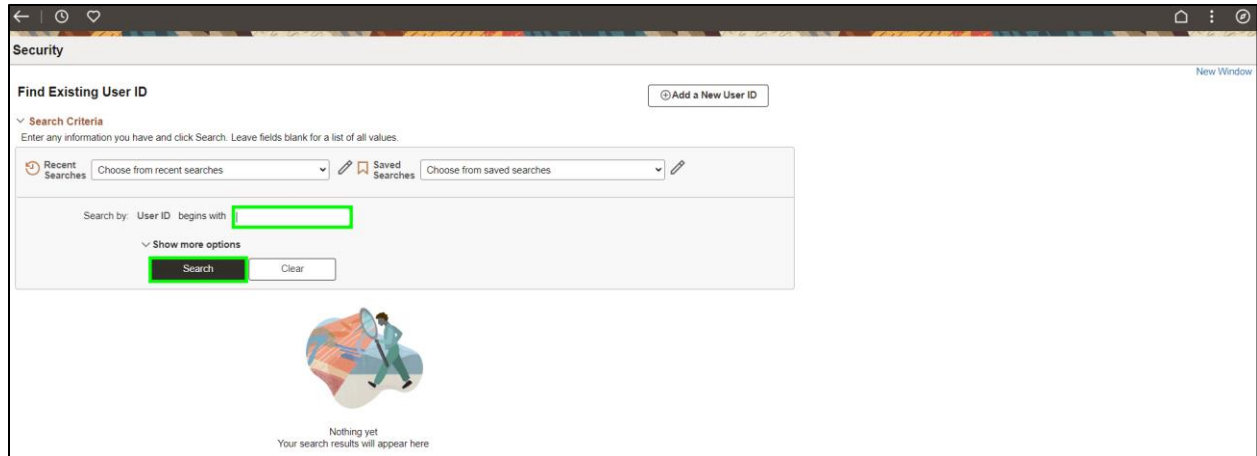 Security
New Window
Find Existing User ID
Add a New User ID
Search Criteria
Enter any information you have and click Search. Leave fields blank for a list of all values.
Recent Searches Choose from recent searches Saved Searches Choose from saved searches
Search by: User ID begins with
Show more options
Search Clear
Nothing yet
Your search results will appear here